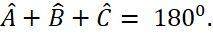 Â + B̂ + Ĉ = 180⁰.